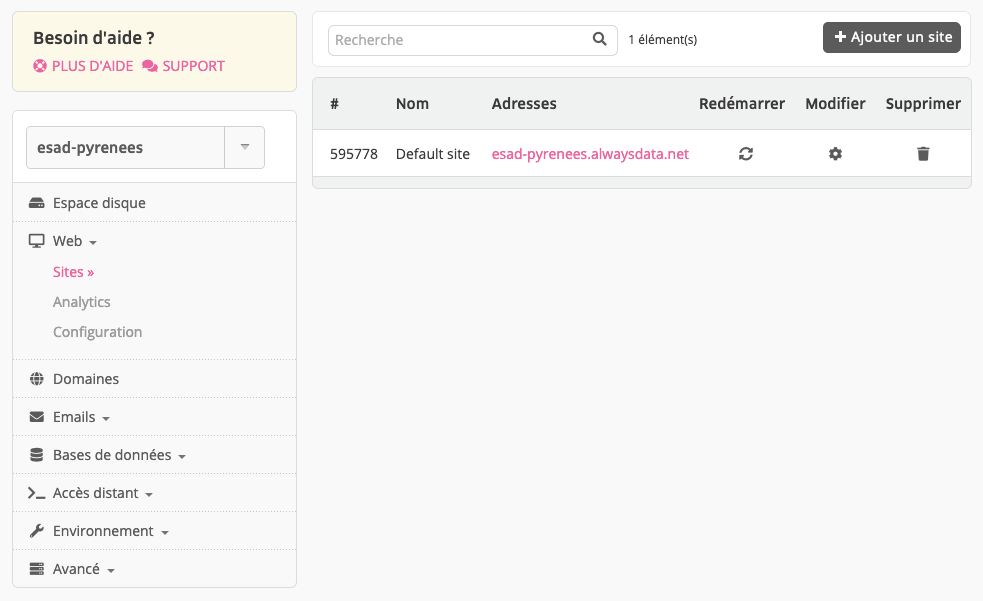 Besoin d'aide ?
PLUS D'AIDE SUPPORT
esad-pyrenees
Espace disque
Web
Sites »
Analytics
Configuration
Domaines
Emails
Bases de données
Accès distant
Environnement
Avancé
Recherche 1 élément(s) Ajouter un site
# Nom Adresses Redémarrer Modifier Supprimer
595778 Default site esad-pyrenees.alwaysdata.net